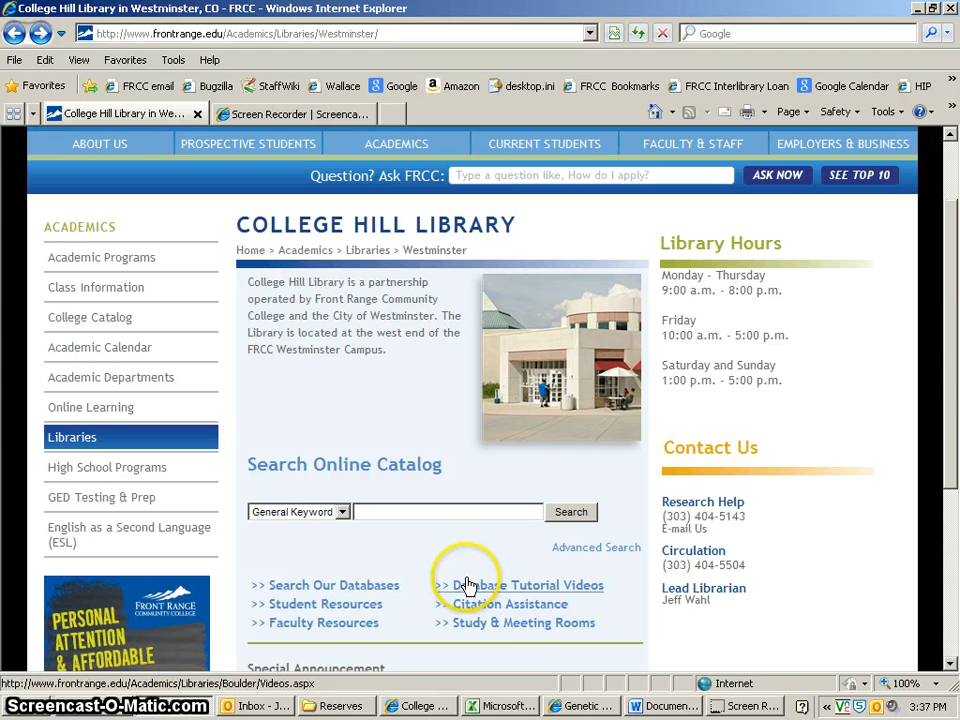 College Hill Library in Westminster, CO - FRCC - Windows Internet Explorer
http://www.frontrange.edu/Academics/Libraries/Westminster/
Google
File Edit View Favorites Tools Help
Favorites FRCC email Bugzilla StaffWiki Wallace Google Amazon desktop.ini FRCC Bookmarks FRCC Interlibrary Loan Google Calendar HIP
College Hill Library in We... Screen Recorder | Screenca...
Page Safety Tools
ABOUT US PROSPECTIVE STUDENTS ACADEMICS CURRENT STUDENTS FACULTY & STAFF EMPLOYERS & BUSINESS
Question? Ask FRCC: Type a question like, How do I apply? ASK NOW SEE TOP 10
ACADEMICS
Academic Programs
Class Information
College Catalog
Academic Calendar
Academic Departments
Online Learning
Libraries
High School Programs
GED Testing & Prep
English as a Second Language
(ESL)
FRONT RANGE
COMMUNITY COLLEGE
PERSONAL
ATTENTION
& AFFORDABLE
COLLEGE HILL LIBRARY
Home > Academics > Libraries > Westminster
College Hill Library is a partnership
operated by Front Range Community
College and the City of Westminster. The
Library is located at the west end of the
FRCC Westminster Campus.
Search Online Catalog
General Keyword Search
Advanced Search
>> Search Our Databases >> Database Tutorial Videos
>> Student Resources >> Citation Assistance
>> Faculty Resources >> Study & Meeting Rooms
Special Announcement
Library Hours
Monday - Thursday
9:00 a.m. - 8:00 p.m.
Friday
10:00 a.m. - 5:00 p.m.
Saturday and Sunday
1:00 p.m. - 5:00 p.m.
Contact Us
Research Help
(303) 404-5143
E-mail Us
Circulation
(303) 404-5504
Lead Librarian
Jeff Wahl
http://www.frontrange.edu/Academics/Libraries/Boulder/Videos.aspx Internet 100%
Screencast-O-Matic.com Inbox - J... Reserves College ... Microsoft... Genetic ... Documen... Screen R... 3:37 PM